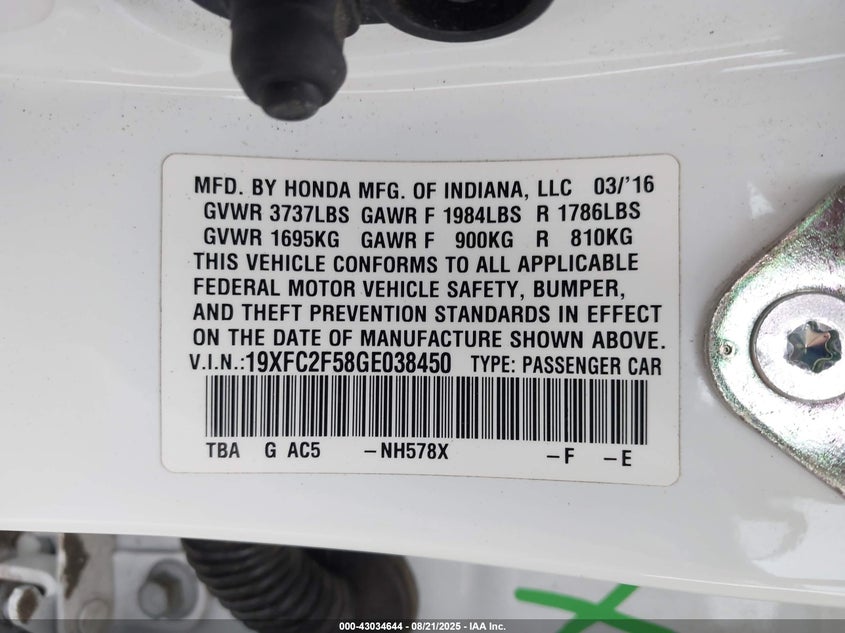 MFD. BY HONDA MFG. OF INDIANA, LLC 03/'16
GVWR 3737LBS GAWR F 1984LBS R 1786LBS
GVWR 1695KG GAWR F 900KG R 810KG
THIS VEHICLE CONFORMS TO ALL APPLICABLE
FEDERAL MOTOR VEHICLE SAFETY, BUMPER,
AND THEFT PREVENTION STANDARDS IN EFFECT
ON THE DATE OF MANUFACTURE SHOWN ABOVE.
V.I.N.:19XFC2F58GE038450 TYPE: PASSENGER CAR
TBA G AC5 –NH578X –F –E
000-43034644 - 08/21/2025 - IAA Inc.